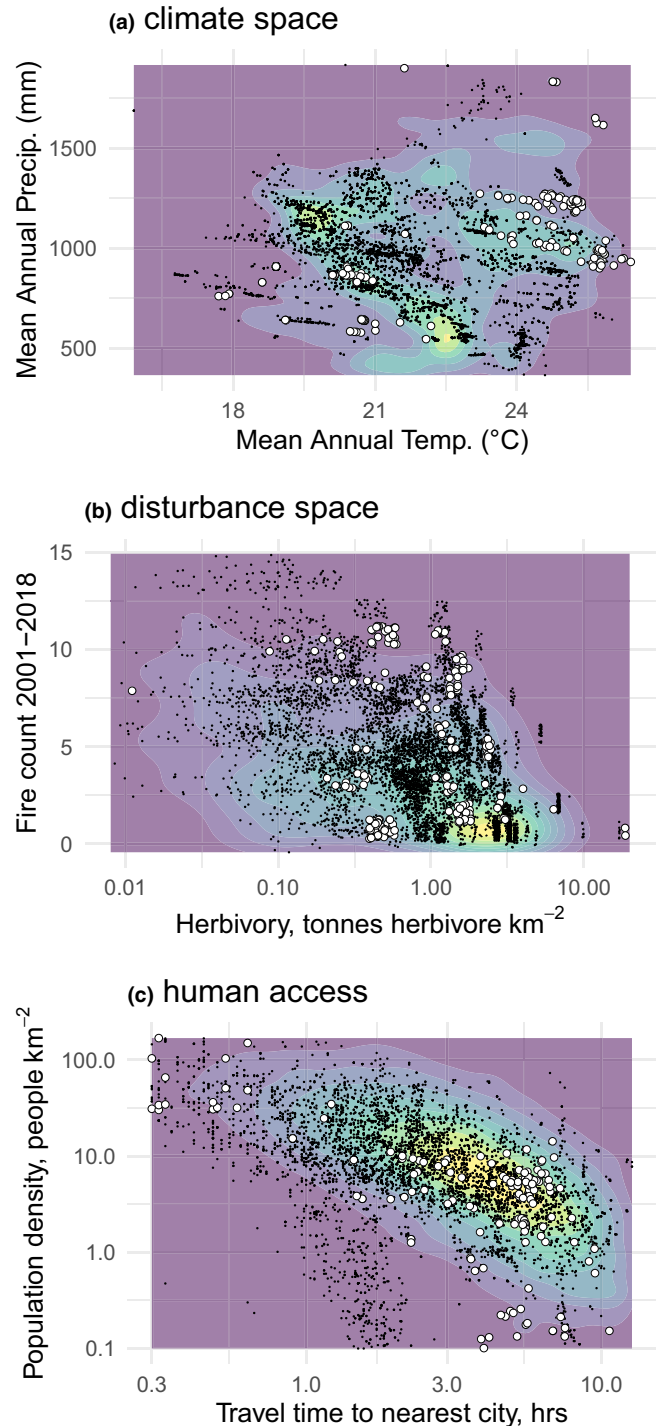 (a) climate space
Mean Annual Precip. (mm)
1500
1000
500
18 21 24
Mean Annual Temp. (°C)
(b) disturbance space
Fire count 2001−2018
15
10
5
0
0.01 0.10 1.00 10.00
Herbivory, tonnes herbivore km⁻²
(c) human access
Population density, people km⁻²
100.0
10.0
1.0
0.1
0.3 1.0 3.0 10.0
Travel time to nearest city, hrs